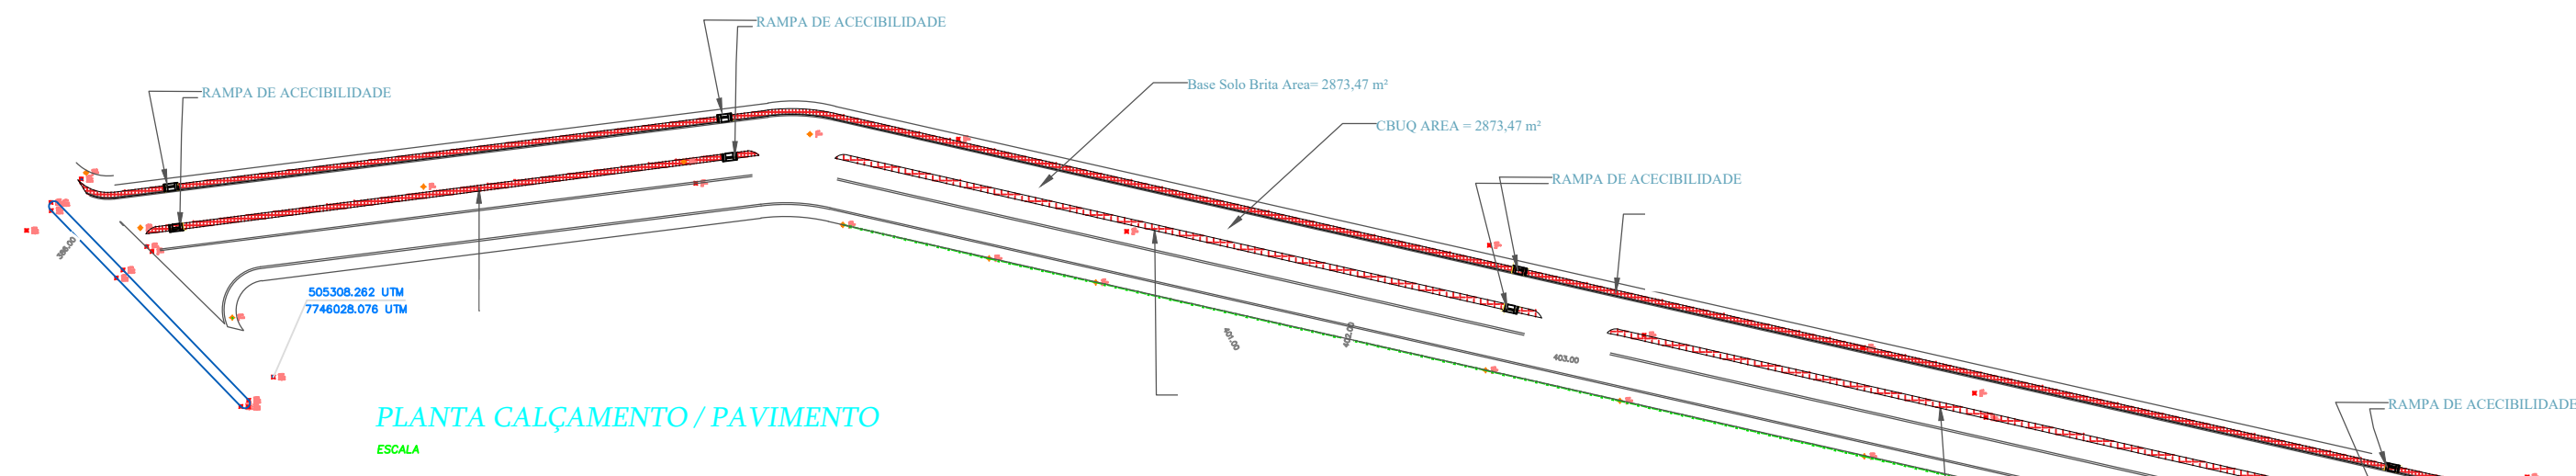 RAMPA DE ACECIBILIDADE
RAMPA DE ACECIBILIDADE
Base Solo Brita Area= 2873,47 m²
CBUQ AREA = 2873,47 m²
RAMPA DE ACECIBILIDADE
398.00
505308.262 UTM
7746028.076 UTM
401.00
402.00
403.00
RAMPA DE ACECIBILIDADE
PLANTA CALÇAMENTO / PAVIMENTO
ESCALA